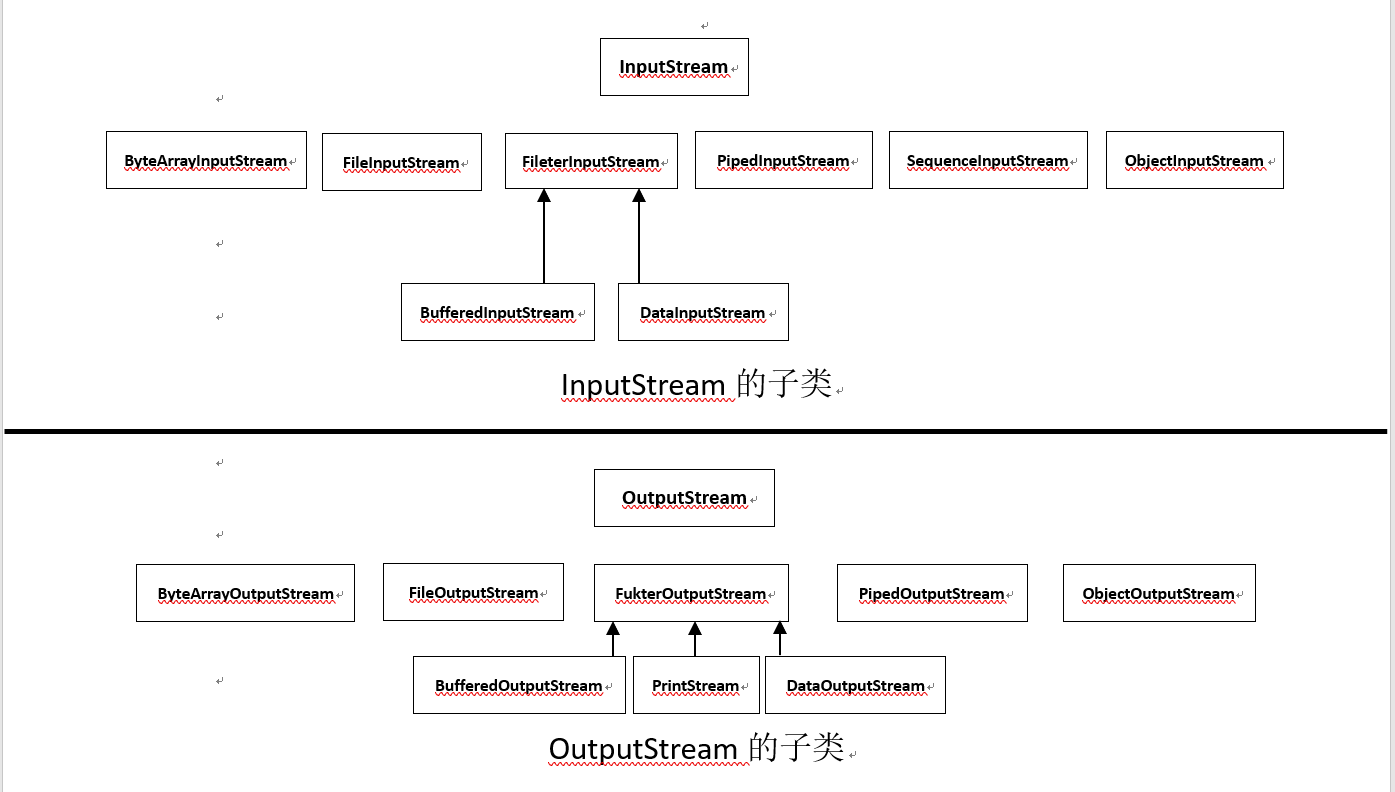 InputStream
ByteArrayInputStream
FileInputStream
FileterInputStream
PipedInputStream
SequenceInputStream
ObjectInputStream
BufferedInputStream
DataInputStream
InputStream 的子类
OutputStream
ByteArrayOutputStream
FileOutputStream
FukterOutputStream
PipedOutputStream
ObjectOutputStream
BufferedOutputStream
PrintStream
DataOutputStream
OutputStream 的子类